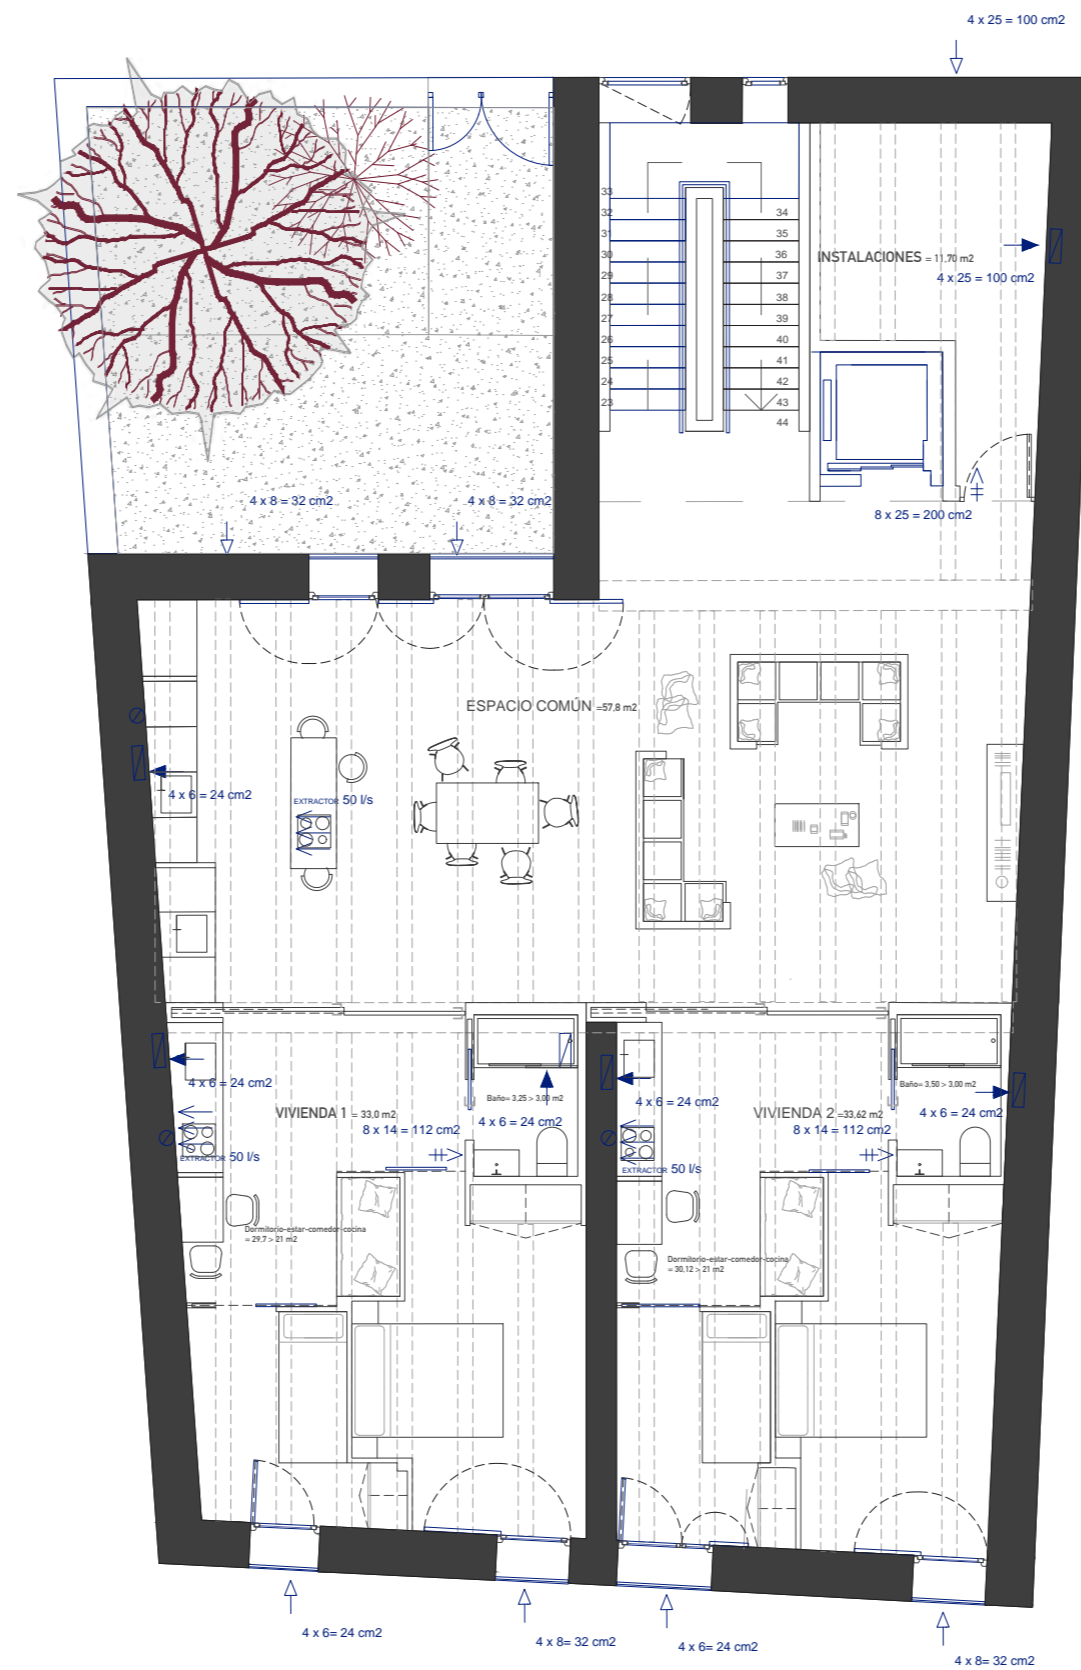 4 x 25 = 100 cm2
33
32
31
30
29
28
27
26
25
24
23
34
35
36
37
38
39
40
41
42
43
44
INSTALACIONES = 11,70 m2
4 x 25 = 100 cm2
4 x 8 = 32 cm2
4 x 8 = 32 cm2
8 x 25 = 200 cm2
ESPACIO COMÚN =57,8 m2
4 x 6 = 24 cm2
EXTRACTOR 50 l/s
4 x 6 = 24 cm2
VIVIENDA 1 = 33,0 m2
8 x 14 = 112 cm2
Baño= 3,25 > 3,00 m2
4 x 6 = 24 cm2
EXTRACTOR 50 l/s
Dormitorio-estar-comedor-cocina
= 29,7 > 21 m2
4 x 6 = 24 cm2
VIVIENDA 2 =33,62 m2
8 x 14 = 112 cm2
Baño= 3,50 > 3,00 m2
4 x 6 = 24 cm2
EXTRACTOR 50 l/s
Dormitorio-estar-comedor-cocina
= 30,12 > 21 m2
4 x 6= 24 cm2
4 x 8= 32 cm2
4 x 6= 24 cm2
4 x 8= 32 cm2